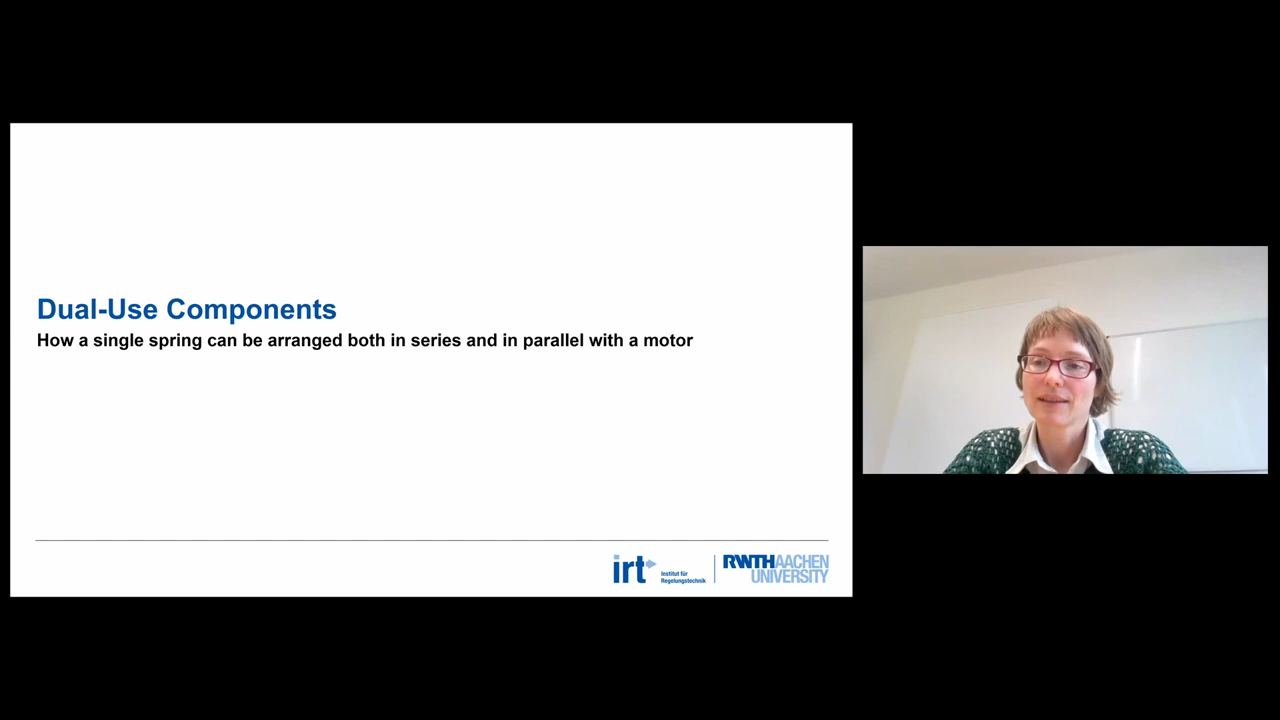 Dual-Use Components
How a single spring can be arranged both in series and in parallel with a motor
irt
Institut für
Regelungstechnik
RWTHAACHEN
UNIVERSITY